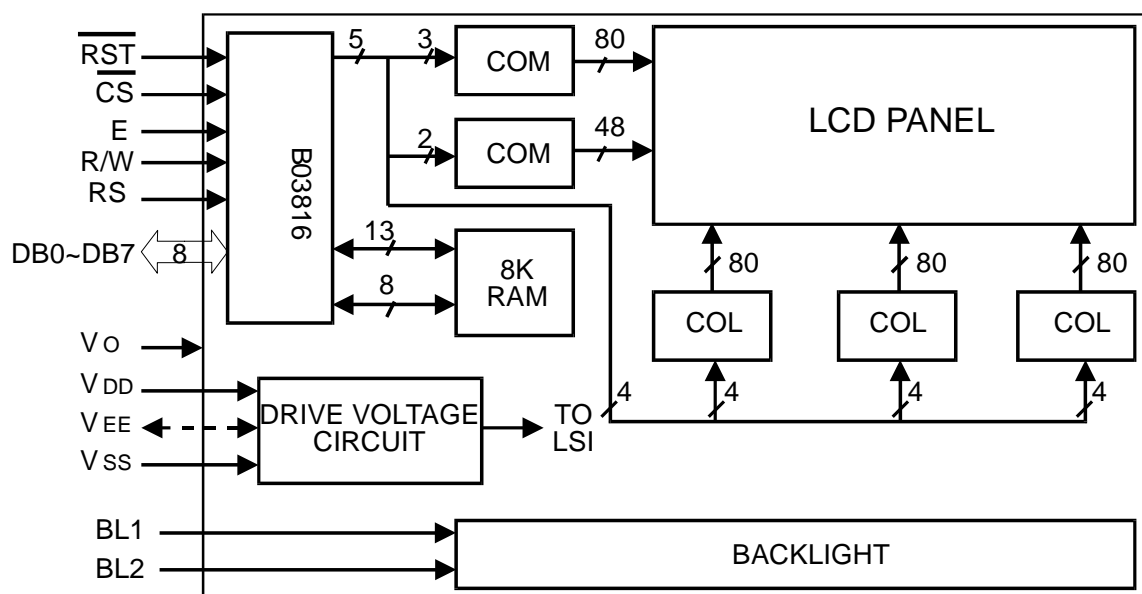 RST
CS
E
R/W
RS
DB0~DB7
8
B03816
5
3
COM
80
2
COM
48
LCD PANEL
13
8
8K
RAM
80
80
80
COL
COL
COL
4
4
4
4
VO
VDD
VEE
VSS
DRIVE VOLTAGE
CIRCUIT
TO
LSI
BL1
BL2
BACKLIGHT